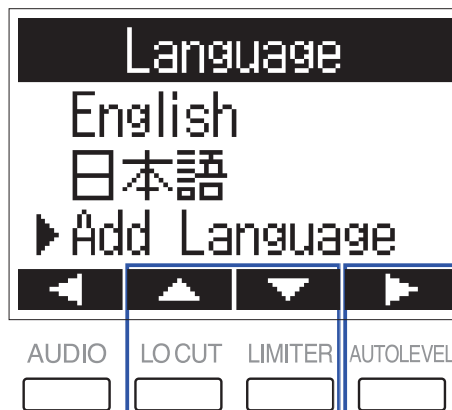 Language
English
日本語
Add Language
AUDIO LO CUT LIMITER AUTOLEVEL